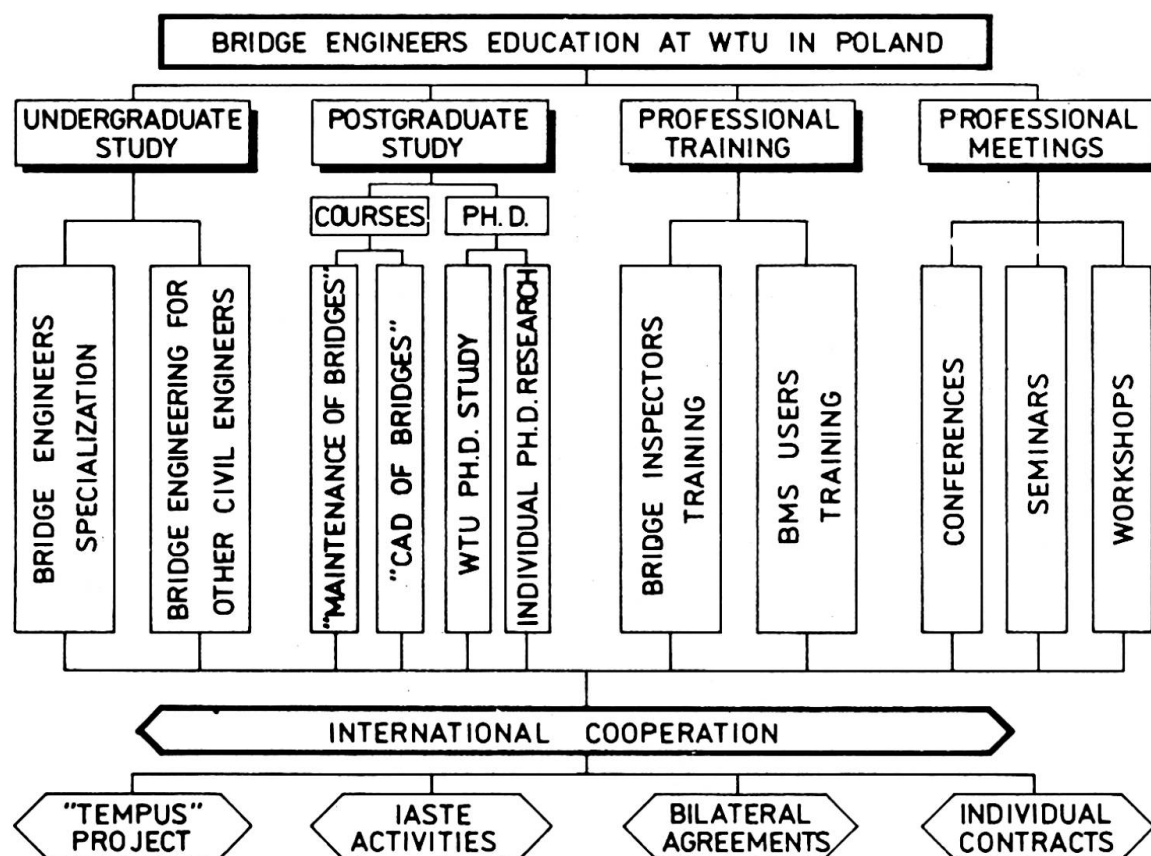 BRIDGE ENGINEERS EDUCATION AT WTU IN POLAND
UNDERGRADUATE
STUDY
POSTGRADUATE
STUDY
PROFESSIONAL
TRAINING
PROFESSIONAL
MEETINGS
COURSES
PH.D.
BRIDGE ENGINEERS
SPECIALIZATION
BRIDGE ENGINEERING FOR
OTHER CIVIL ENGINEERS
"MAINTENANCE OF BRIDGES"
"CAD OF BRIDGES"
WTU PH.D. STUDY
INDIVIDUAL PH.D. RESEARCH
BRIDGE INSPECTORS
TRAINING
BMS USERS
TRAINING
CONFERENCES
SEMINARS
WORKSHOPS
INTERNATIONAL COOPERATION
"TEMPUS"
PROJECT
IASTE
ACTIVITIES
BILATERAL
AGREEMENTS
INDIVIDUAL
CONTRACTS